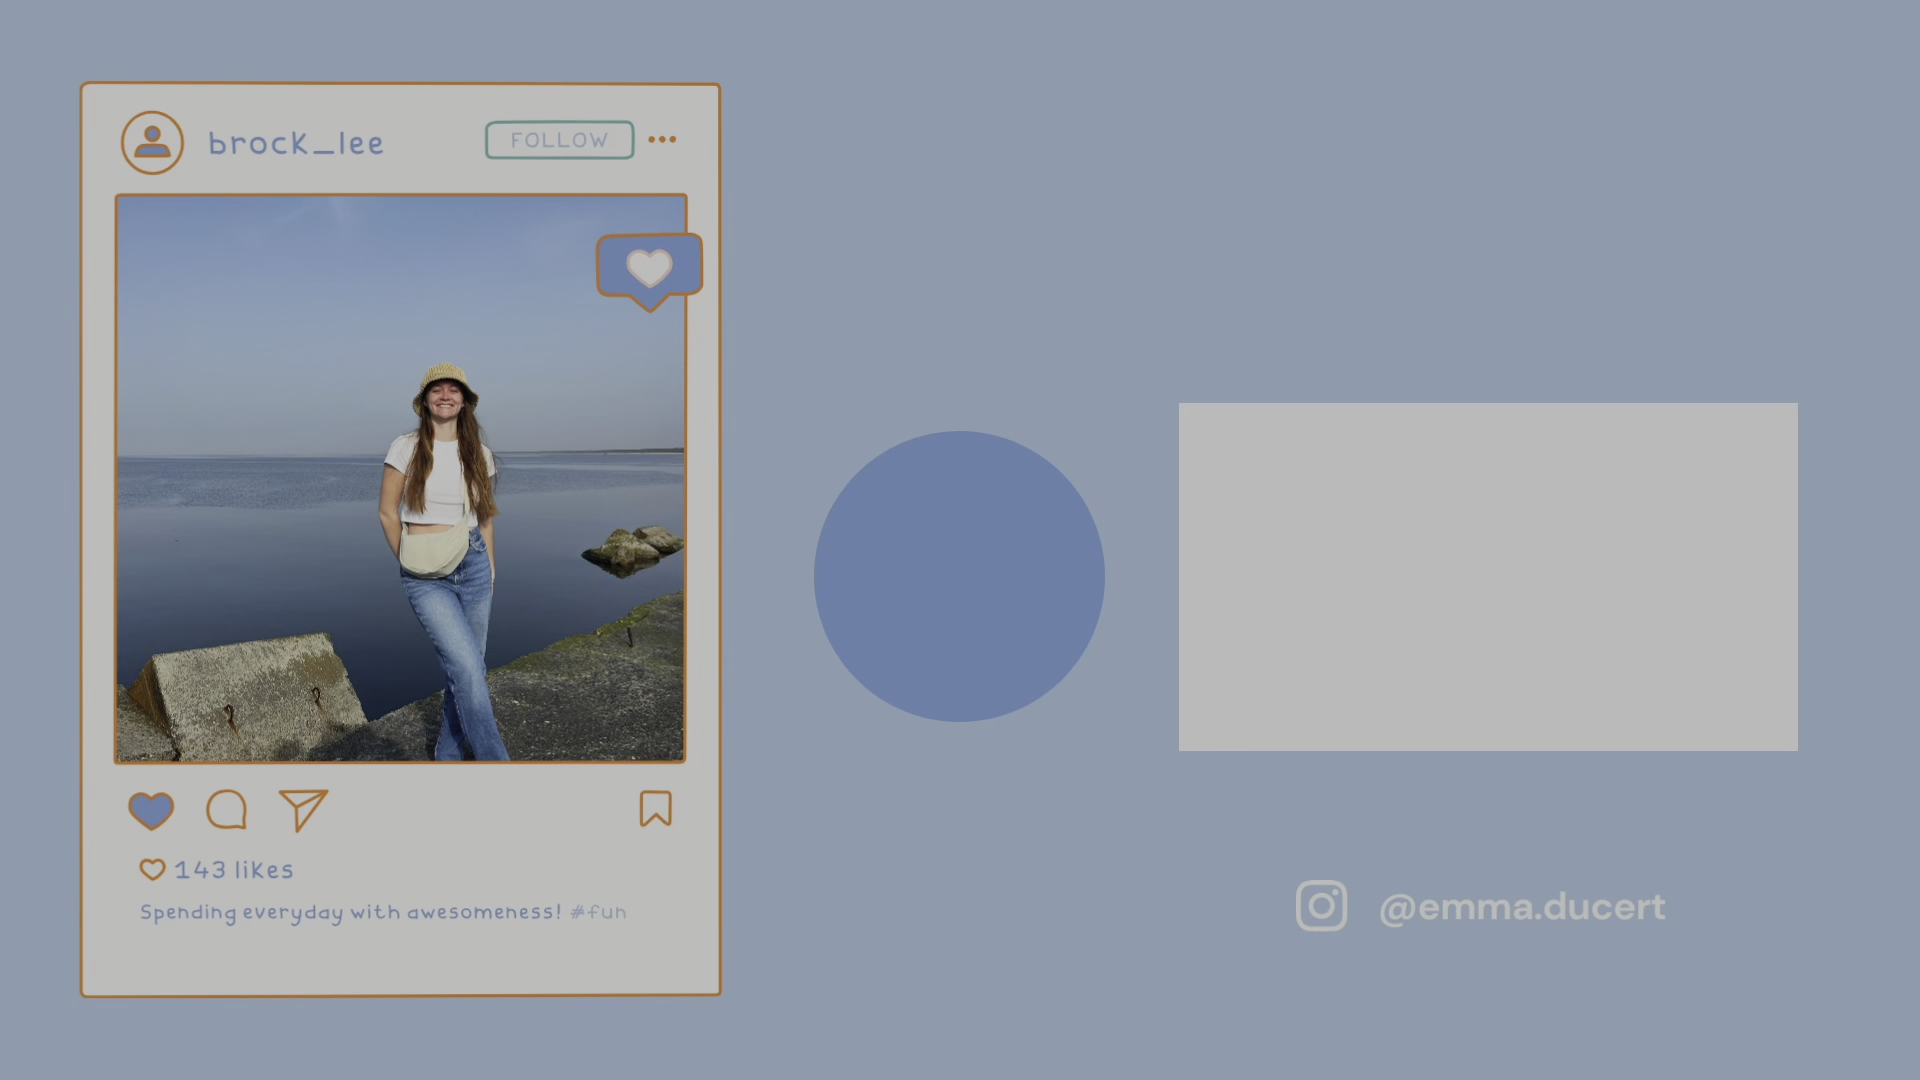 brock_lee
FOLLOW
143 likes
Spending everyday with awesomeness! #fun
@emma.ducert